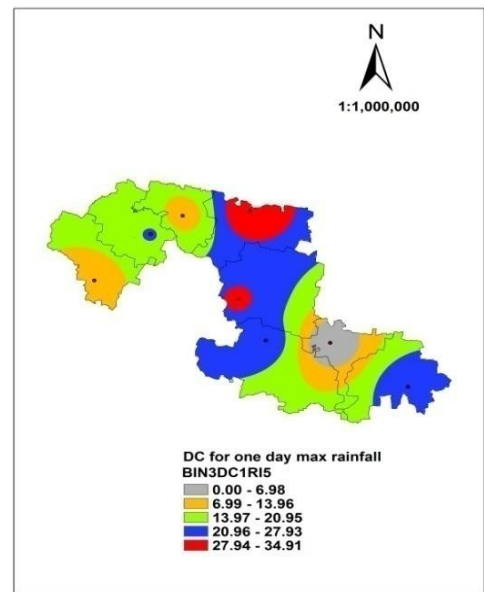 N
1:1,000,000
DC for one day max rainfall
BIN3DC1RI5
0.00 - 6.98
6.99 - 13.96
13.97 - 20.95
20.96 - 27.93
27.94 - 34.91